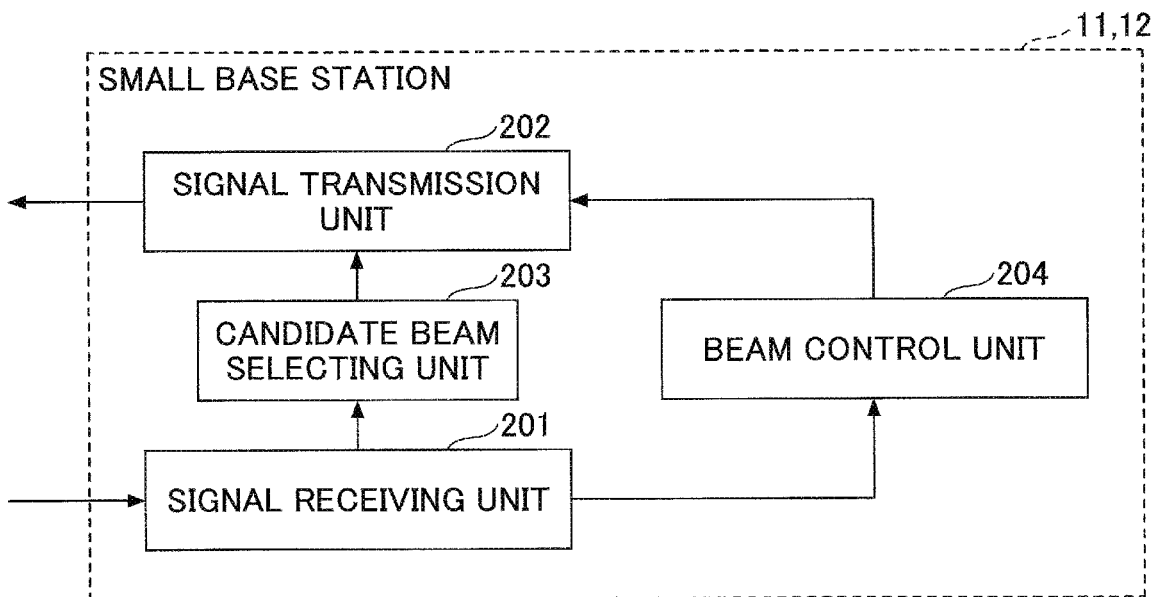 11,12
SMALL BASE STATION
202
SIGNAL TRANSMISSION
UNIT
203
CANDIDATE BEAM
SELECTING UNIT
204
BEAM CONTROL UNIT
201
SIGNAL RECEIVING UNIT